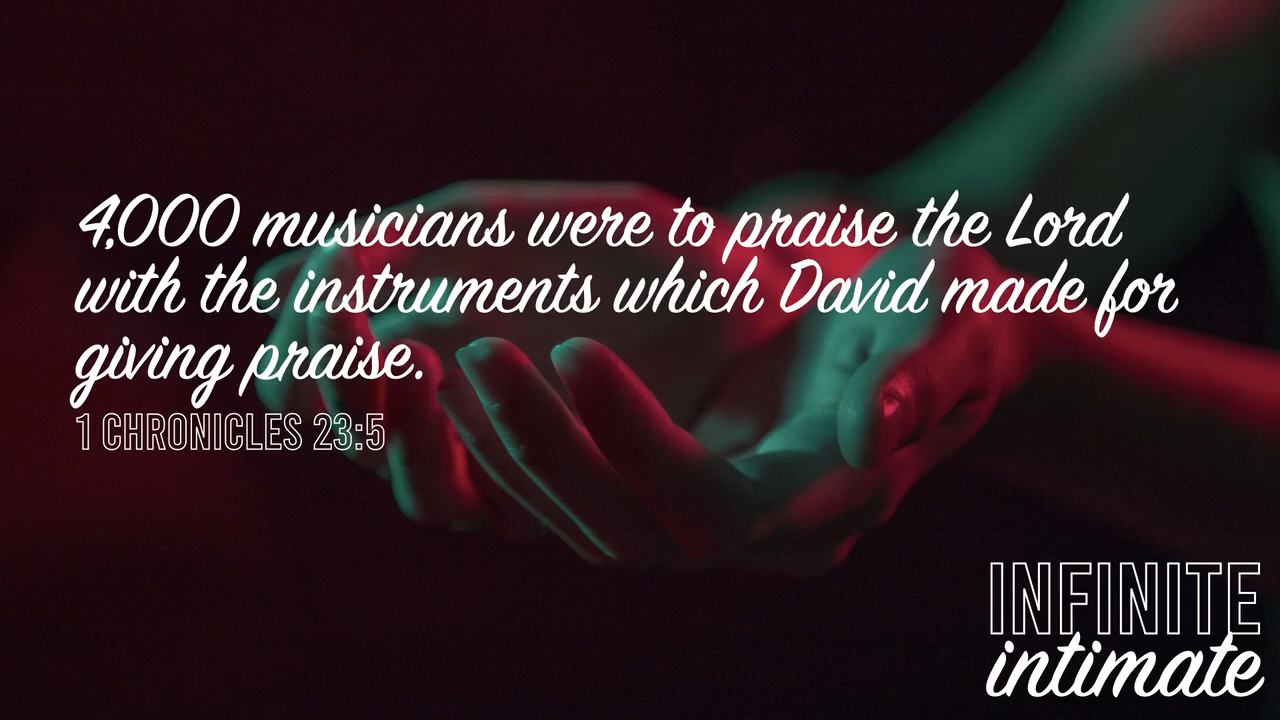 4,000 musicians were to praise the Lord
with the instruments which David made for
giving praise.
1 CHRONICLES 23:5
INFINITE
intimate